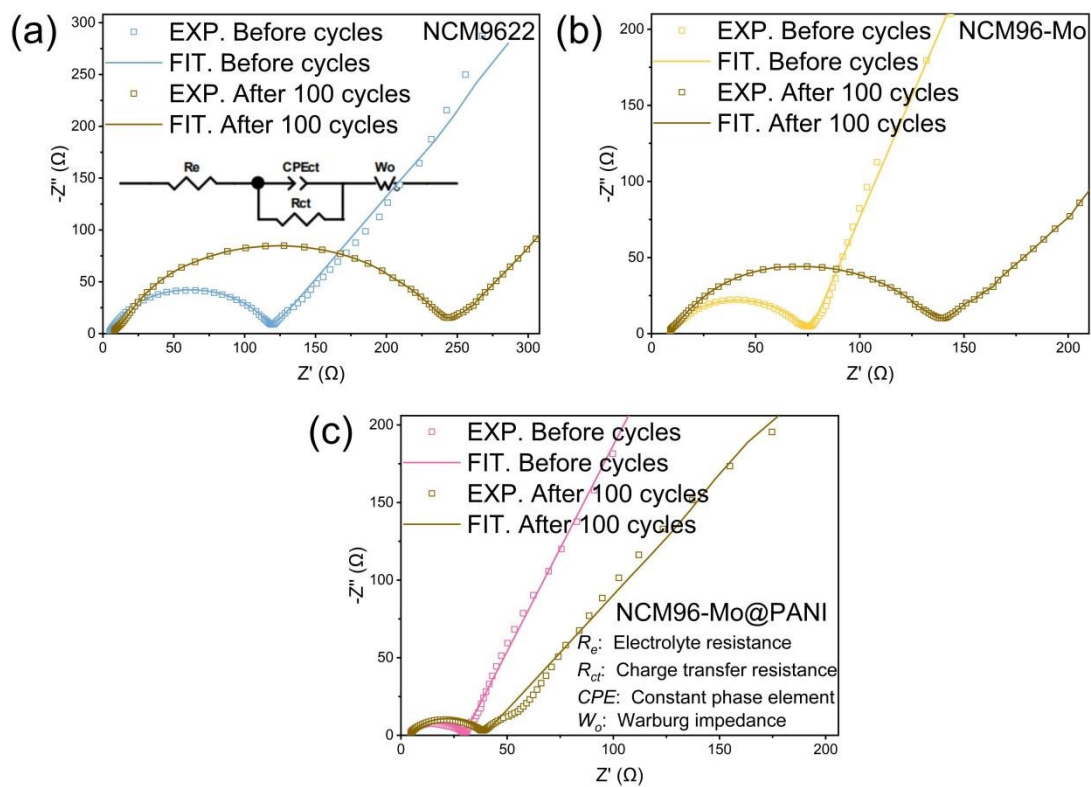 (a)
EXP. Before cycles
NCM9622
FIT. Before cycles
EXP. After 100 cycles
FIT. After 100 cycles
Re
CPEct
Wo
Rct
-Z'' (Ω)
300
250
200
150
100
50
0
0 50 100 150 200 250 300
Z' (Ω)
(b)
EXP. Before cycles
NCM96-Mo
FIT. Before cycles
EXP. After 100 cycles
FIT. After 100 cycles
-Z'' (Ω)
200
150
100
50
0
0 50 100 150 200
Z' (Ω)
(c)
EXP. Before cycles
FIT. Before cycles
EXP. After 100 cycles
FIT. After 100 cycles
NCM96-Mo@PANI
Re: Electrolyte resistance
Rct: Charge transfer resistance
CPE: Constant phase element
Wo: Warburg impedance
-Z'' (Ω)
200
150
100
50
0
0 50 100 150 200
Z' (Ω)